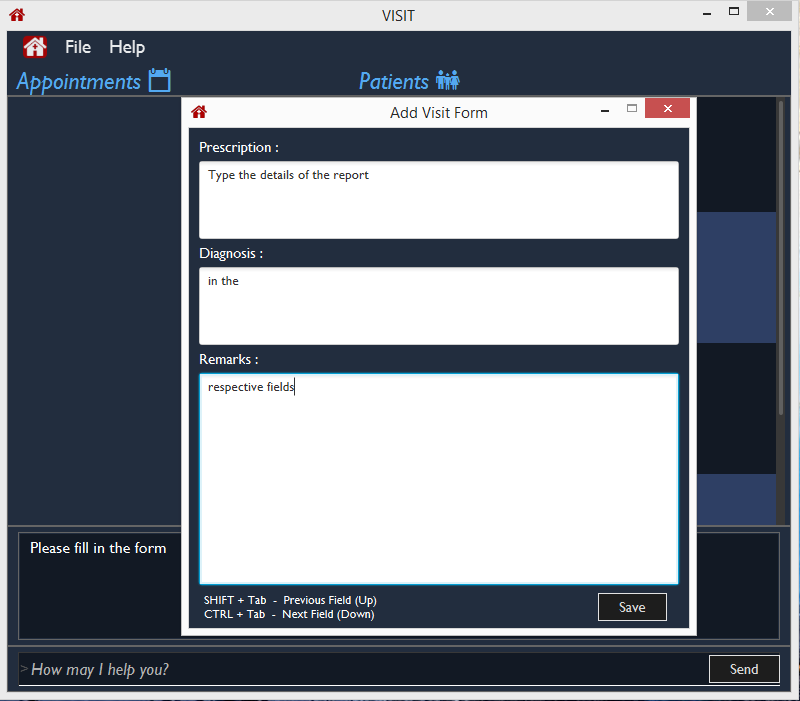 VISIT
File Help
Appointments Patients
Add Visit Form
Prescription :
Type the details of the report
Diagnosis :
in the
Remarks :
respective fields
Please fill in the form
SHIFT + Tab - Previous Field (Up)
CTRL + Tab - Next Field (Down)
Save
> How may I help you?
Send